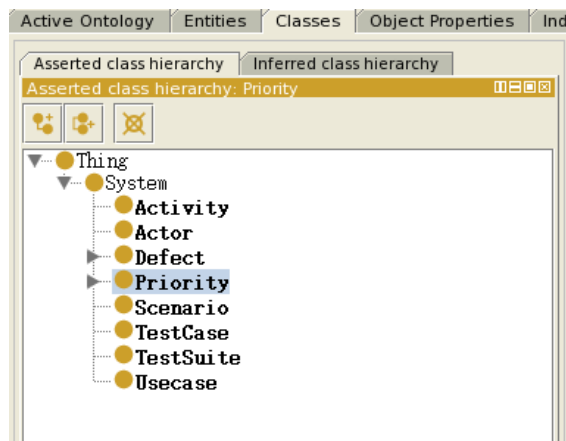 Active Ontology Entities Classes Object Properties Ind
Asserted class hierarchy Inferred class hierarchy
Asserted class hierarchy: Priority
Thing
System
Activity
Actor
Defect
Priority
Scenario
TestCase
TestSuite
Usecase